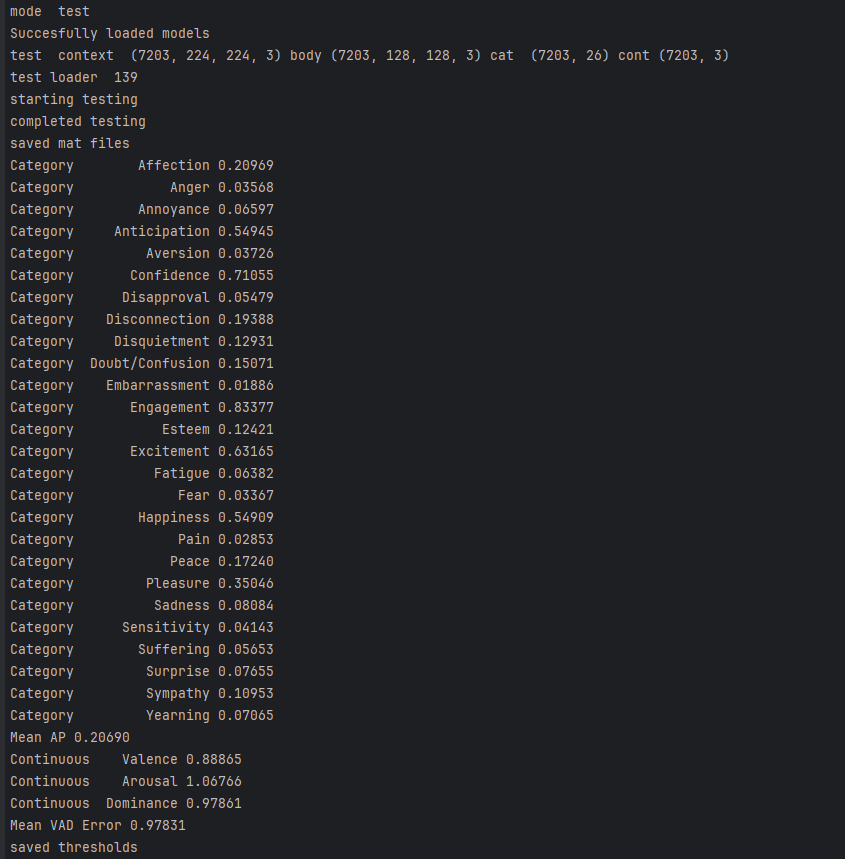 mode  test
Succesfully loaded models
test  context  (7203, 224, 224, 3) body (7203, 128, 128, 3) cat  (7203, 26) cont (7203, 3)
test loader  139
starting testing
completed testing
saved mat files
Category        Affection 0.20969
Category            Anger 0.03568
Category        Annoyance 0.06597
Category     Anticipation 0.54945
Category         Aversion 0.03726
Category       Confidence 0.71055
Category      Disapproval 0.05479
Category    Disconnection 0.19388
Category     Disquietment 0.12931
Category  Doubt/Confusion 0.15071
Category    Embarrassment 0.01886
Category       Engagement 0.83377
Category           Esteem 0.12421
Category       Excitement 0.63165
Category          Fatigue 0.06382
Category             Fear 0.03367
Category        Happiness 0.54909
Category             Pain 0.02853
Category            Peace 0.17240
Category         Pleasure 0.35046
Category          Sadness 0.08084
Category      Sensitivity 0.04143
Category        Suffering 0.05653
Category         Surprise 0.07655
Category         Sympathy 0.10953
Category         Yearning 0.07065
Mean AP 0.20690
Continuous    Valence 0.88865
Continuous    Arousal 1.06766
Continuous  Dominance 0.97861
Mean VAD Error 0.97831
saved thresholds